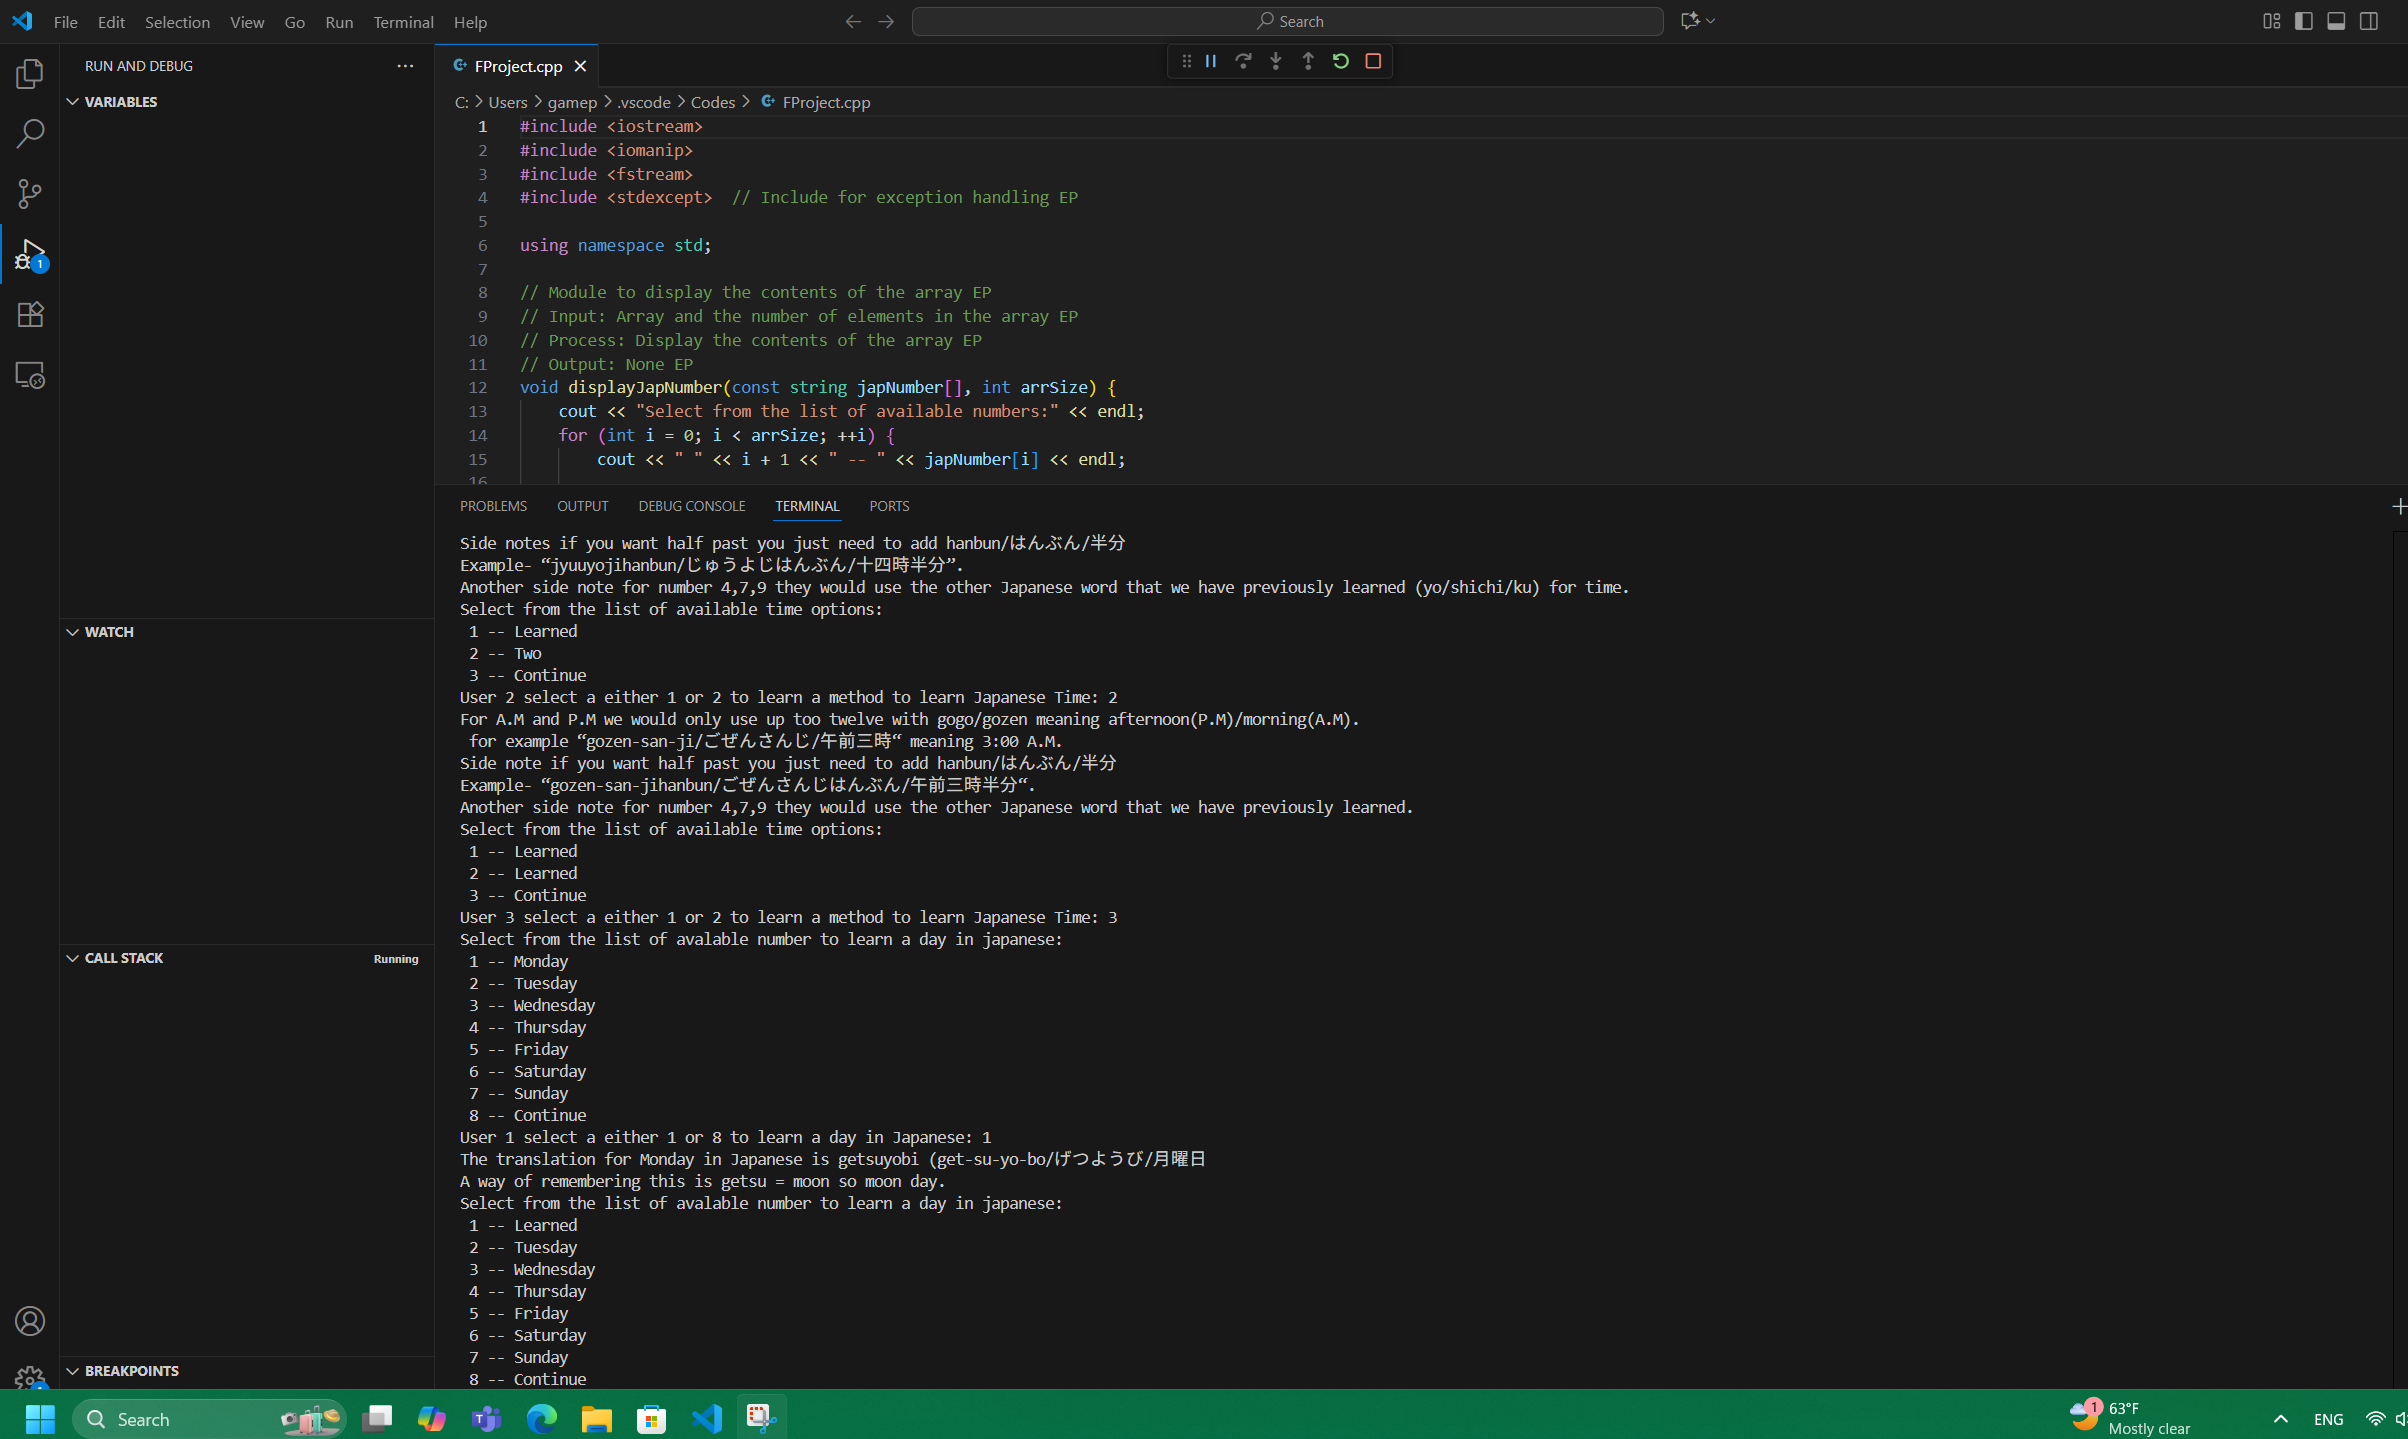 File Edit Selection View Go Run Terminal Help
Search
RUN AND DEBUG
VARIABLES
WATCH
CALL STACK Running
BREAKPOINTS
1
FProject.cpp
C: > Users > gamep > .vscode > Codes > FProject.cpp
1 #include <iostream>
2 #include <iomanip>
3 #include <fstream>
4 #include <stdexcept>  // Include for exception handling EP
5
6 using namespace std;
7
8 // Module to display the contents of the array EP
9 // Input: Array and the number of elements in the array EP
10 // Process: Display the contents of the array EP
11 // Output: None EP
12 void displayJapNumber(const string japNumber[], int arrSize) {
13 cout << "Select from the list of available numbers:" << endl;
14 for (int i = 0; i < arrSize; ++i) {
15 cout << " " << i + 1 << " -- " << japNumber[i] << endl;
16
PROBLEMS OUTPUT DEBUG CONSOLE TERMINAL PORTS
Side notes if you want half past you just need to add hanbun/はんぶん/半分
Example- “jyuuyojihanbun/じゅうよじはんぶん/十四時半分”.
Another side note for number 4,7,9 they would use the other Japanese word that we have previously learned (yo/shichi/ku) for time.
Select from the list of available time options:
1 -- Learned
2 -- Two
3 -- Continue
User 2 select a either 1 or 2 to learn a method to learn Japanese Time: 2
For A.M and P.M we would only use up too twelve with gogo/gozen meaning afternoon(P.M)/morning(A.M).
for example “gozen-san-ji/ごぜんさんじ/午前三時“ meaning 3:00 A.M.
Side note if you want half past you just need to add hanbun/はんぶん/半分
Example- “gozen-san-jihanbun/ごぜんさんじはんぶん/午前三時半分“.
Another side note for number 4,7,9 they would use the other Japanese word that we have previously learned.
Select from the list of available time options:
1 -- Learned
2 -- Learned
3 -- Continue
User 3 select a either 1 or 2 to learn a method to learn Japanese Time: 3
Select from the list of avalable number to learn a day in japanese:
1 -- Monday
2 -- Tuesday
3 -- Wednesday
4 -- Thursday
5 -- Friday
6 -- Saturday
7 -- Sunday
8 -- Continue
User 1 select a either 1 or 8 to learn a day in Japanese: 1
The translation for Monday in Japanese is getsuyobi (get-su-yo-bo/げつようび/月曜日
A way of remembering this is getsu = moon so moon day.
Select from the list of avalable number to learn a day in japanese:
1 -- Learned
2 -- Tuesday
3 -- Wednesday
4 -- Thursday
5 -- Friday
6 -- Saturday
7 -- Sunday
8 -- Continue
Search
1
63°F
Mostly clear
ENG